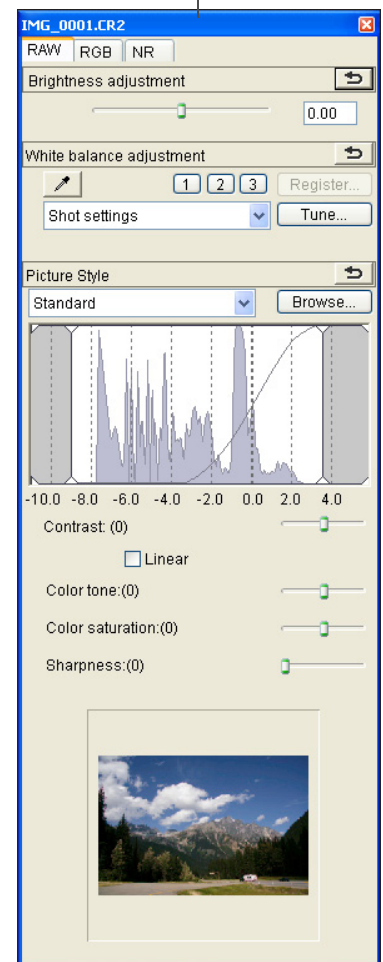 IMG_0001.CR2
RAW RGB NR
Brightness adjustment
0.00
White balance adjustment
1 2 3 Register...
Shot settings Tune...
Picture Style
Standard Browse...
-10.0 -8.0 -6.0 -4.0 -2.0 0.0 2.0 4.0
Contrast: (0)
Linear
Color tone:(0)
Color saturation:(0)
Sharpness:(0)